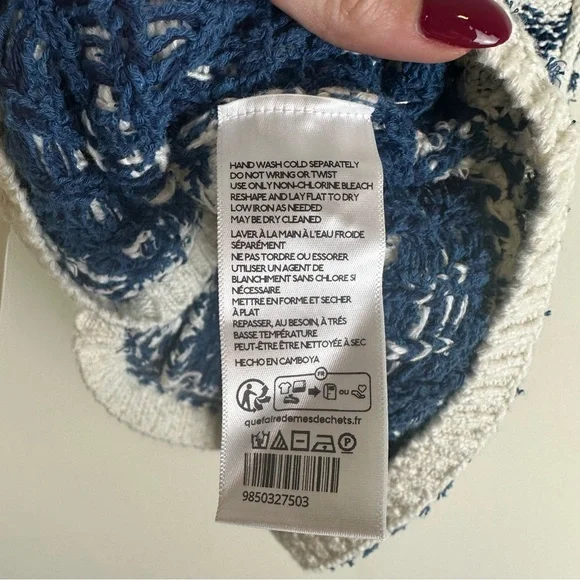 HAND WASH COLD SEPARATELY
DO NOT WRING OR TWIST
USE ONLY NON-CHLORINE BLEACH
RESHAPE AND LAY FLAT TO DRY
LOW IRON AS NEEDED
MAY BE DRY CLEANED
LAVER À LA MAIN À L'EAU FROIDE
SÉPARÉMENT
NE PAS TORDRE OU ESSORER
UTILISER UN AGENT DE
BLANCHIMENT SANS CHLORE SI
NÉCESSAIRE
METTRE EN FORME ET SECHER
À PLAT
REPASSER, AU BESOIN, À TRÉS
BASSE TEMPÉRATURE
PEUT-ÊTRE ÊTRE NETTOYÉE À SEC
HECHO EN CAMBOYA
FR
OU
quefairedemesdechets.fr
P
9850327503